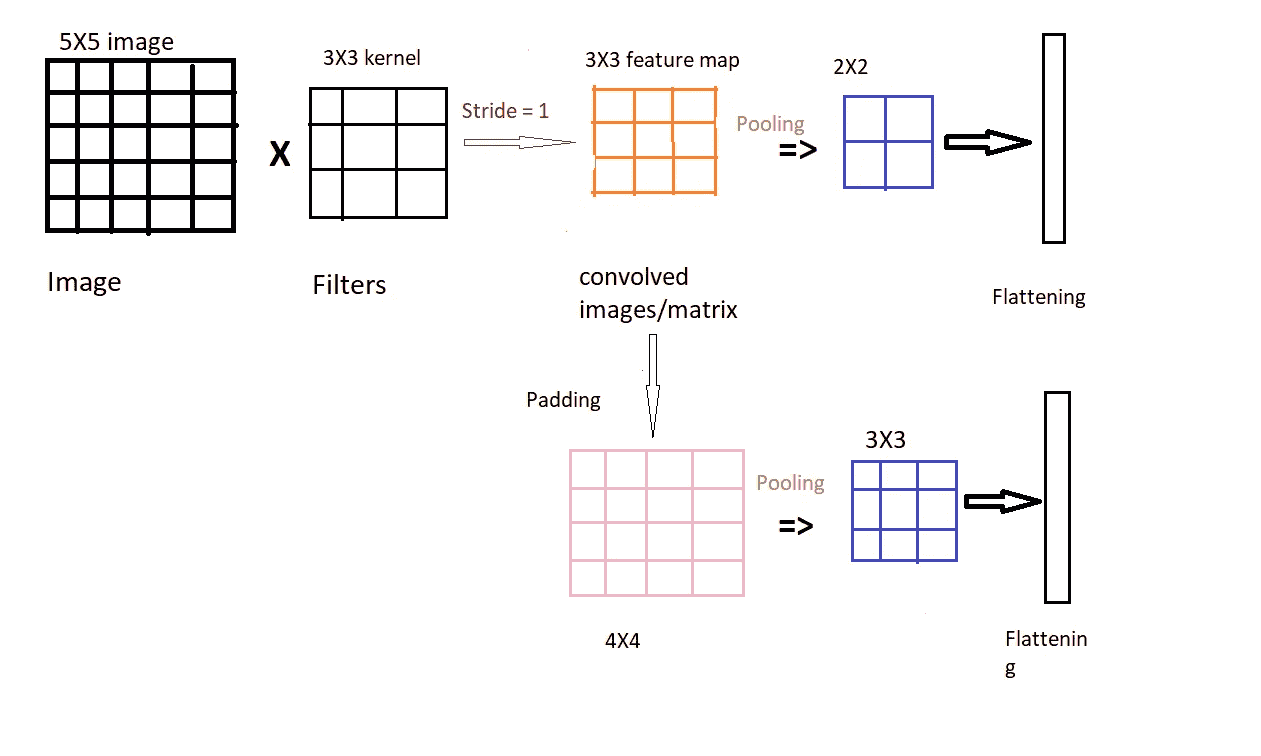 5X5 image
3X3 kernel
3X3 feature map
2X2
Stride = 1
Pooling
X
=>
Image
Filters
convolved
images/matrix
Flattening
Padding
3X3
Pooling
=>
4X4
Flattenin
g